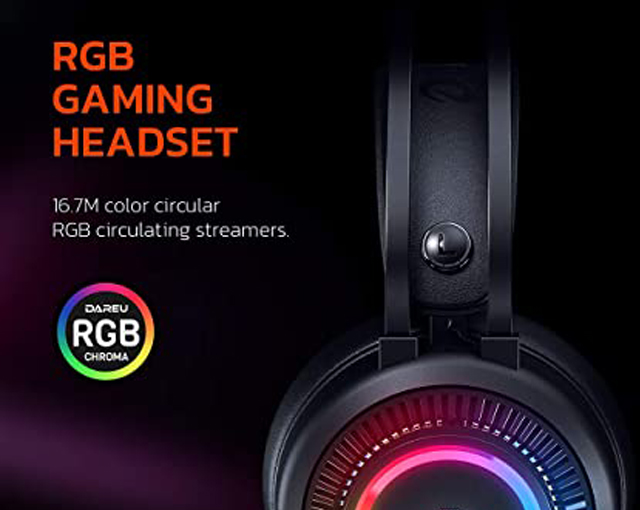 RGB
GAMING
HEADSET
16.7M color circular
RGB circulating streamers.
DAREU
RGB
CHROMA
L